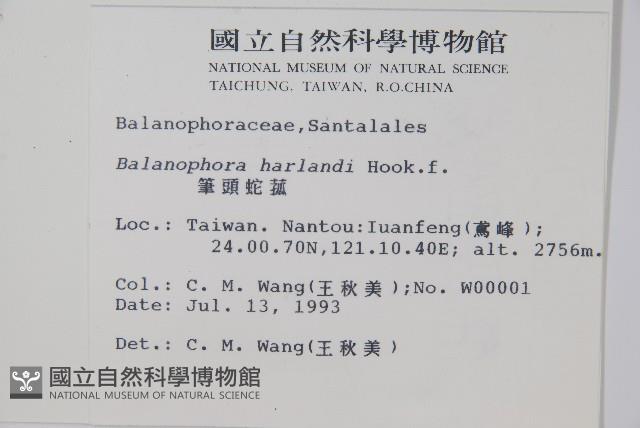 國立自然科學博物館
NATIONAL MUSEUM OF NATURAL SCIENCE
TAICHUNG, TAIWAN, R.O.CHINA
Balanophoraceae,Santalales
Balanophora harlandi Hook.f.
筆頭蛇菰
Loc.: Taiwan. Nantou:Iuanfeng(鳶峰);
24.00.70N,121.10.40E; alt. 2756m.
Col.: C. M. Wang(王秋美);No. W00001
Date: Jul. 13, 1993
Det.: C. M. Wang(王秋美)
國立自然科學博物館
NATIONAL MUSEUM OF NATURAL SCIENCE